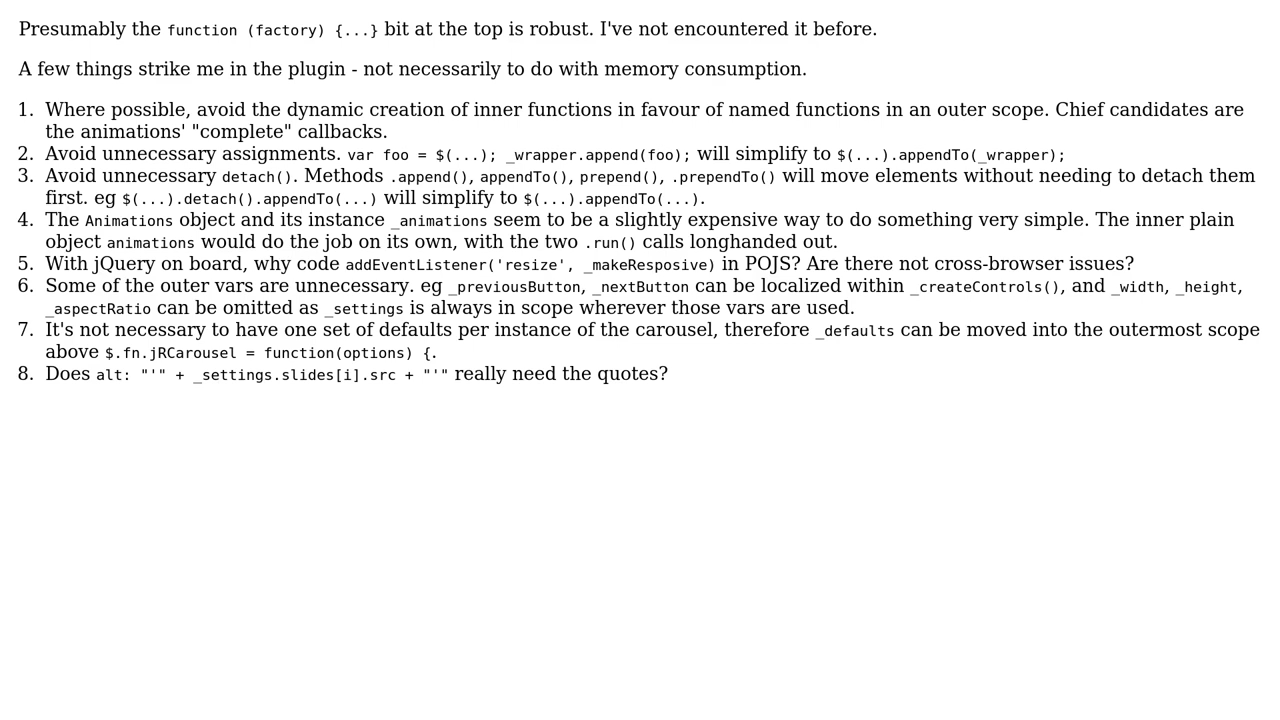 Presumably the function (factory) {...} bit at the top is robust. I've not encountered it before.
A few things strike me in the plugin - not necessarily to do with memory consumption.
1. Where possible, avoid the dynamic creation of inner functions in favour of named functions in an outer scope. Chief candidates are
the animations' "complete" callbacks.
2. Avoid unnecessary assignments. var foo = $(...); _wrapper.append(foo); will simplify to $(...).appendTo(_wrapper);
3. Avoid unnecessary detach(). Methods .append(), appendTo(), prepend(), .prependTo() will move elements without needing to detach them
first. eg $(...).detach().appendTo(...) will simplify to $(...).appendTo(...).
4. The Animations object and its instance _animations seem to be a slightly expensive way to do something very simple. The inner plain
object animations would do the job on its own, with the two .run() calls longhanded out.
5. With jQuery on board, why code addEventListener('resize', _makeResposive) in POJS? Are there not cross-browser issues?
6. Some of the outer vars are unnecessary. eg _previousButton, _nextButton can be localized within _createControls(), and _width, _height,
_aspectRatio can be omitted as _settings is always in scope wherever those vars are used.
7. It's not necessary to have one set of defaults per instance of the carousel, therefore _defaults can be moved into the outermost scope
above $.fn.jRCarousel = function(options) {.
8. Does alt: "'" + _settings.slides[i].src + "'" really need the quotes?